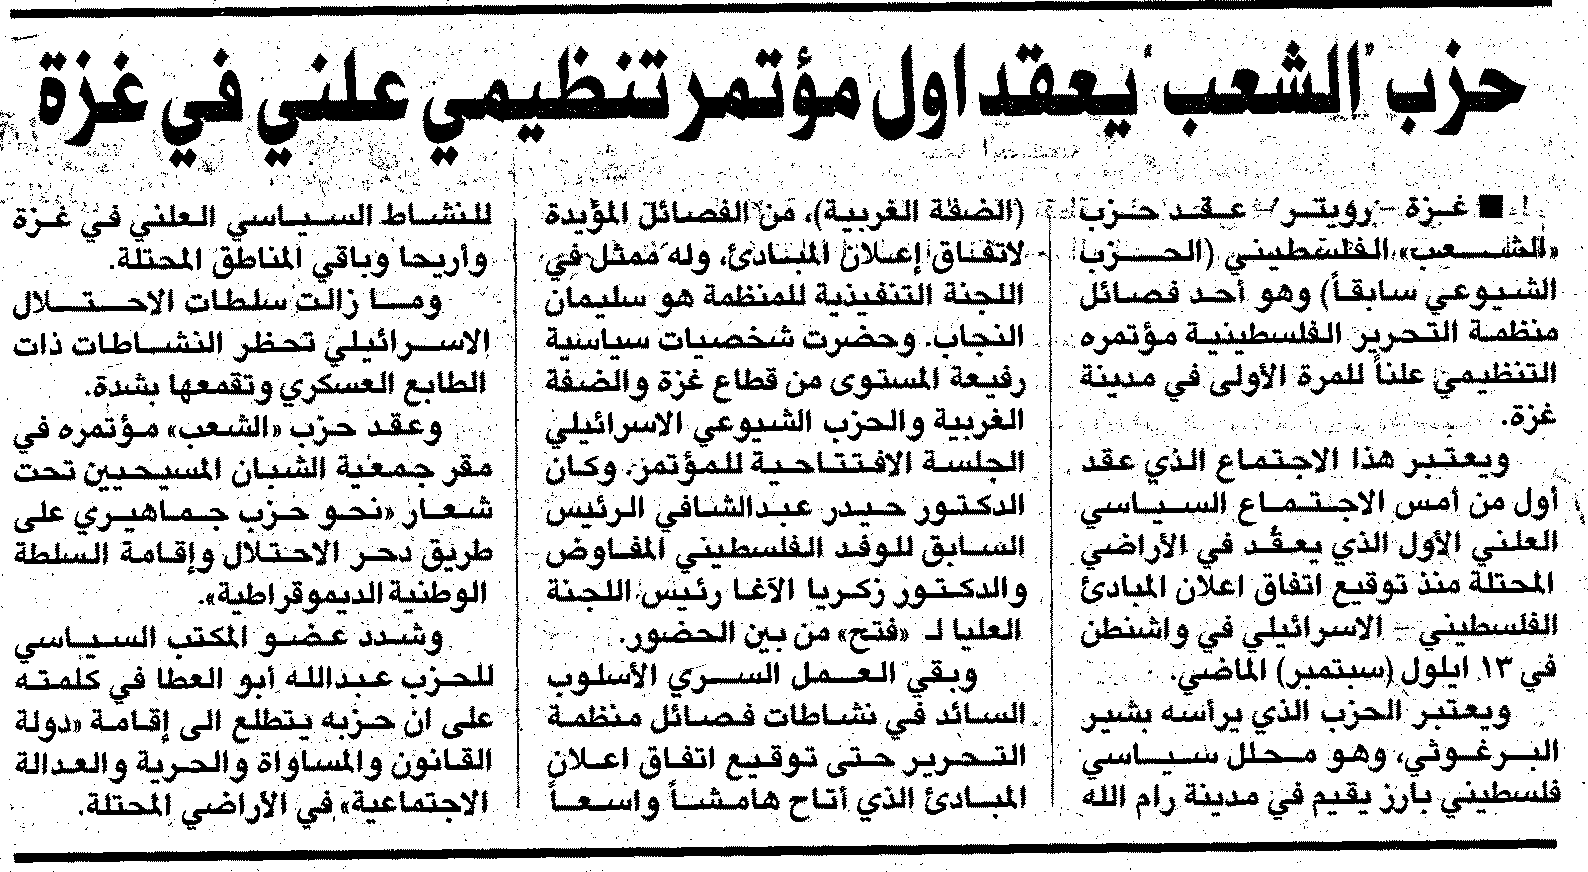 حزب "الشعب" يعقد اول مؤتمر تنظيمي علني في غزة
■ غزة - رويتر - عقد حزب
«الشعب» الفلسطيني (الحزب
الشيوعي سابقاً) وهو أحد فصائل
منظمة التحرير الفلسطينية مؤتمره
التنظيمي علناً للمرة الأولى في مدينة
غزة.
ويعتبر هذا الاجتماع الذي عقد
أول من أمس الاجتماع السياسي
العلني الأول الذي يعقد في الأراضي
المحتلة منذ توقيع اتفاق اعلان المبادئ
الفلسطيني - الاسرائيلي في واشنطن
في ١٣ ايلول (سبتمبر) الماضي.
ويعتبر الحزب الذي يرأسه بشير
البرغوثي، وهو محلل سياسي
فلسطيني بارز يقيم في مدينة رام الله
(الضفة الغربية)، من الفصائل المؤيدة
لاتفاق إعلان المبادئ، وله ممثل في
اللجنة التنفيذية للمنظمة هو سليمان
النجاب. وحضرت شخصيات سياسية
رفيعة المستوى من قطاع غزة والضفة
الغربية والحزب الشيوعي الاسرائيلي
الجلسة الافتتاحية للمؤتمر. وكان
الدكتور حيدر عبدالشافي الرئيس
السابق للوفد الفلسطيني المفاوض
والدكتور زكريا الآغا رئيس اللجنة
العليا لـ «فتح» من بين الحضور.
وبقي العمل السري الأسلوب
السائد في نشاطات فصائل منظمة
التحرير حتى توقيع اتفاق اعلان
المبادئ الذي أتاح هامشاً واسعاً
للنشاط السياسي العلني في غزة
وأريحا وباقي المناطق المحتلة.
وما زالت سلطات الاحتلال
الاسرائيلي تحظر النشاطات ذات
الطابع العسكري وتقمعها بشدة.
وعقد حزب «الشعب» مؤتمره في
مقر جمعية الشبان المسيحيين تحت
شعار «نحو حزب جماهيري على
طريق دحر الاحتلال وإقامة السلطة
الوطنية الديموقراطية».
وشدد عضو المكتب السياسي
للحزب عبدالله أبو العطا في كلمته
على ان حزبه يتطلع الى إقامة «دولة
القانون والمساواة والحرية والعدالة
الاجتماعية» في الأراضي المحتلة.